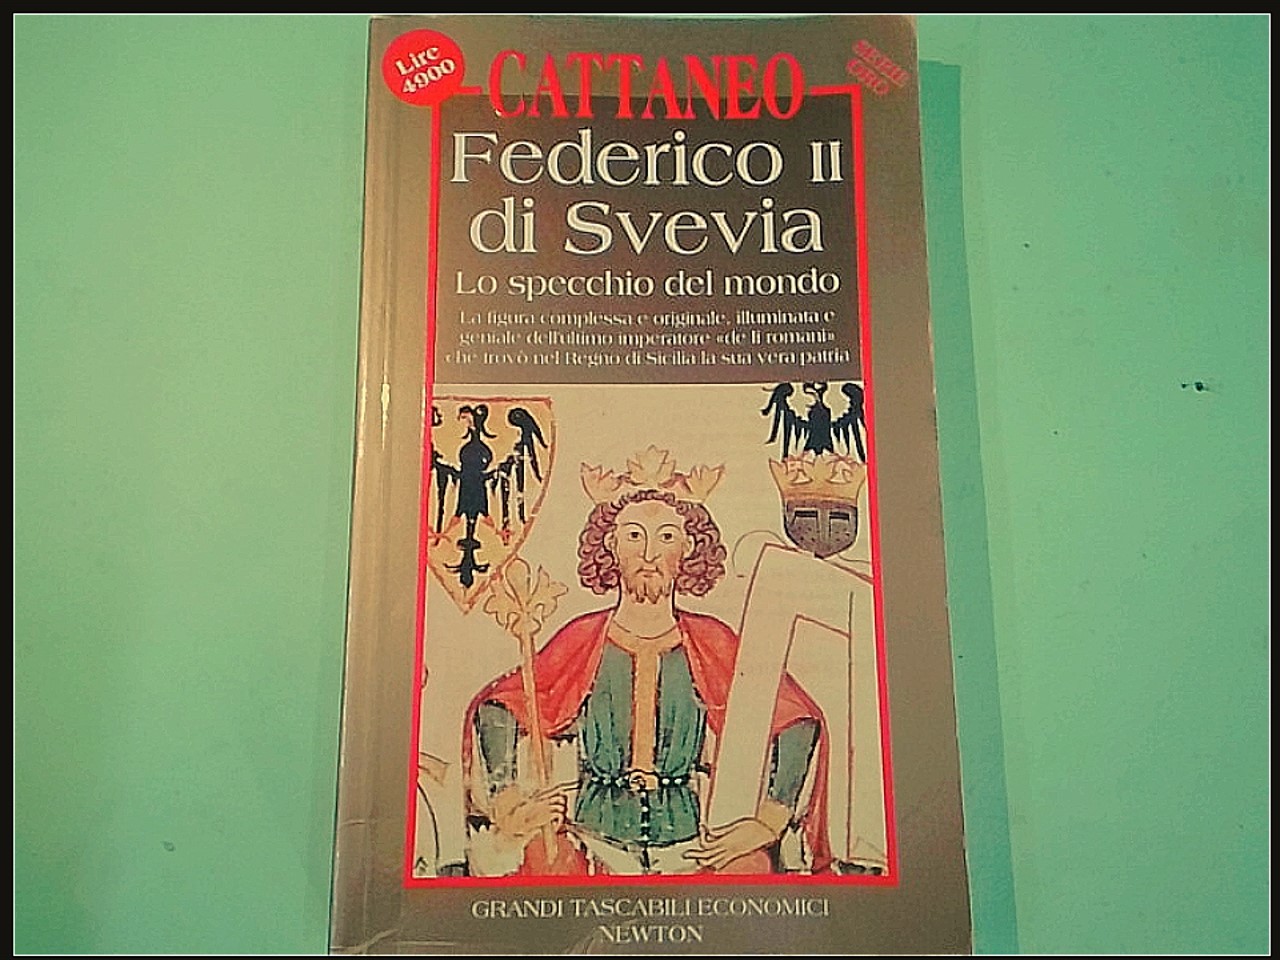 Lire
4900
CATTANEO
SERIE
ORO
Federico II
di Svevia
Lo specchio del mondo
La figura complessa e originale, illuminata e
geniale dell'ultimo imperatore «de li romani»
che trovò nel Regno di Sicilia la sua vera patria
GRANDI TASCABILI ECONOMICI
NEWTON